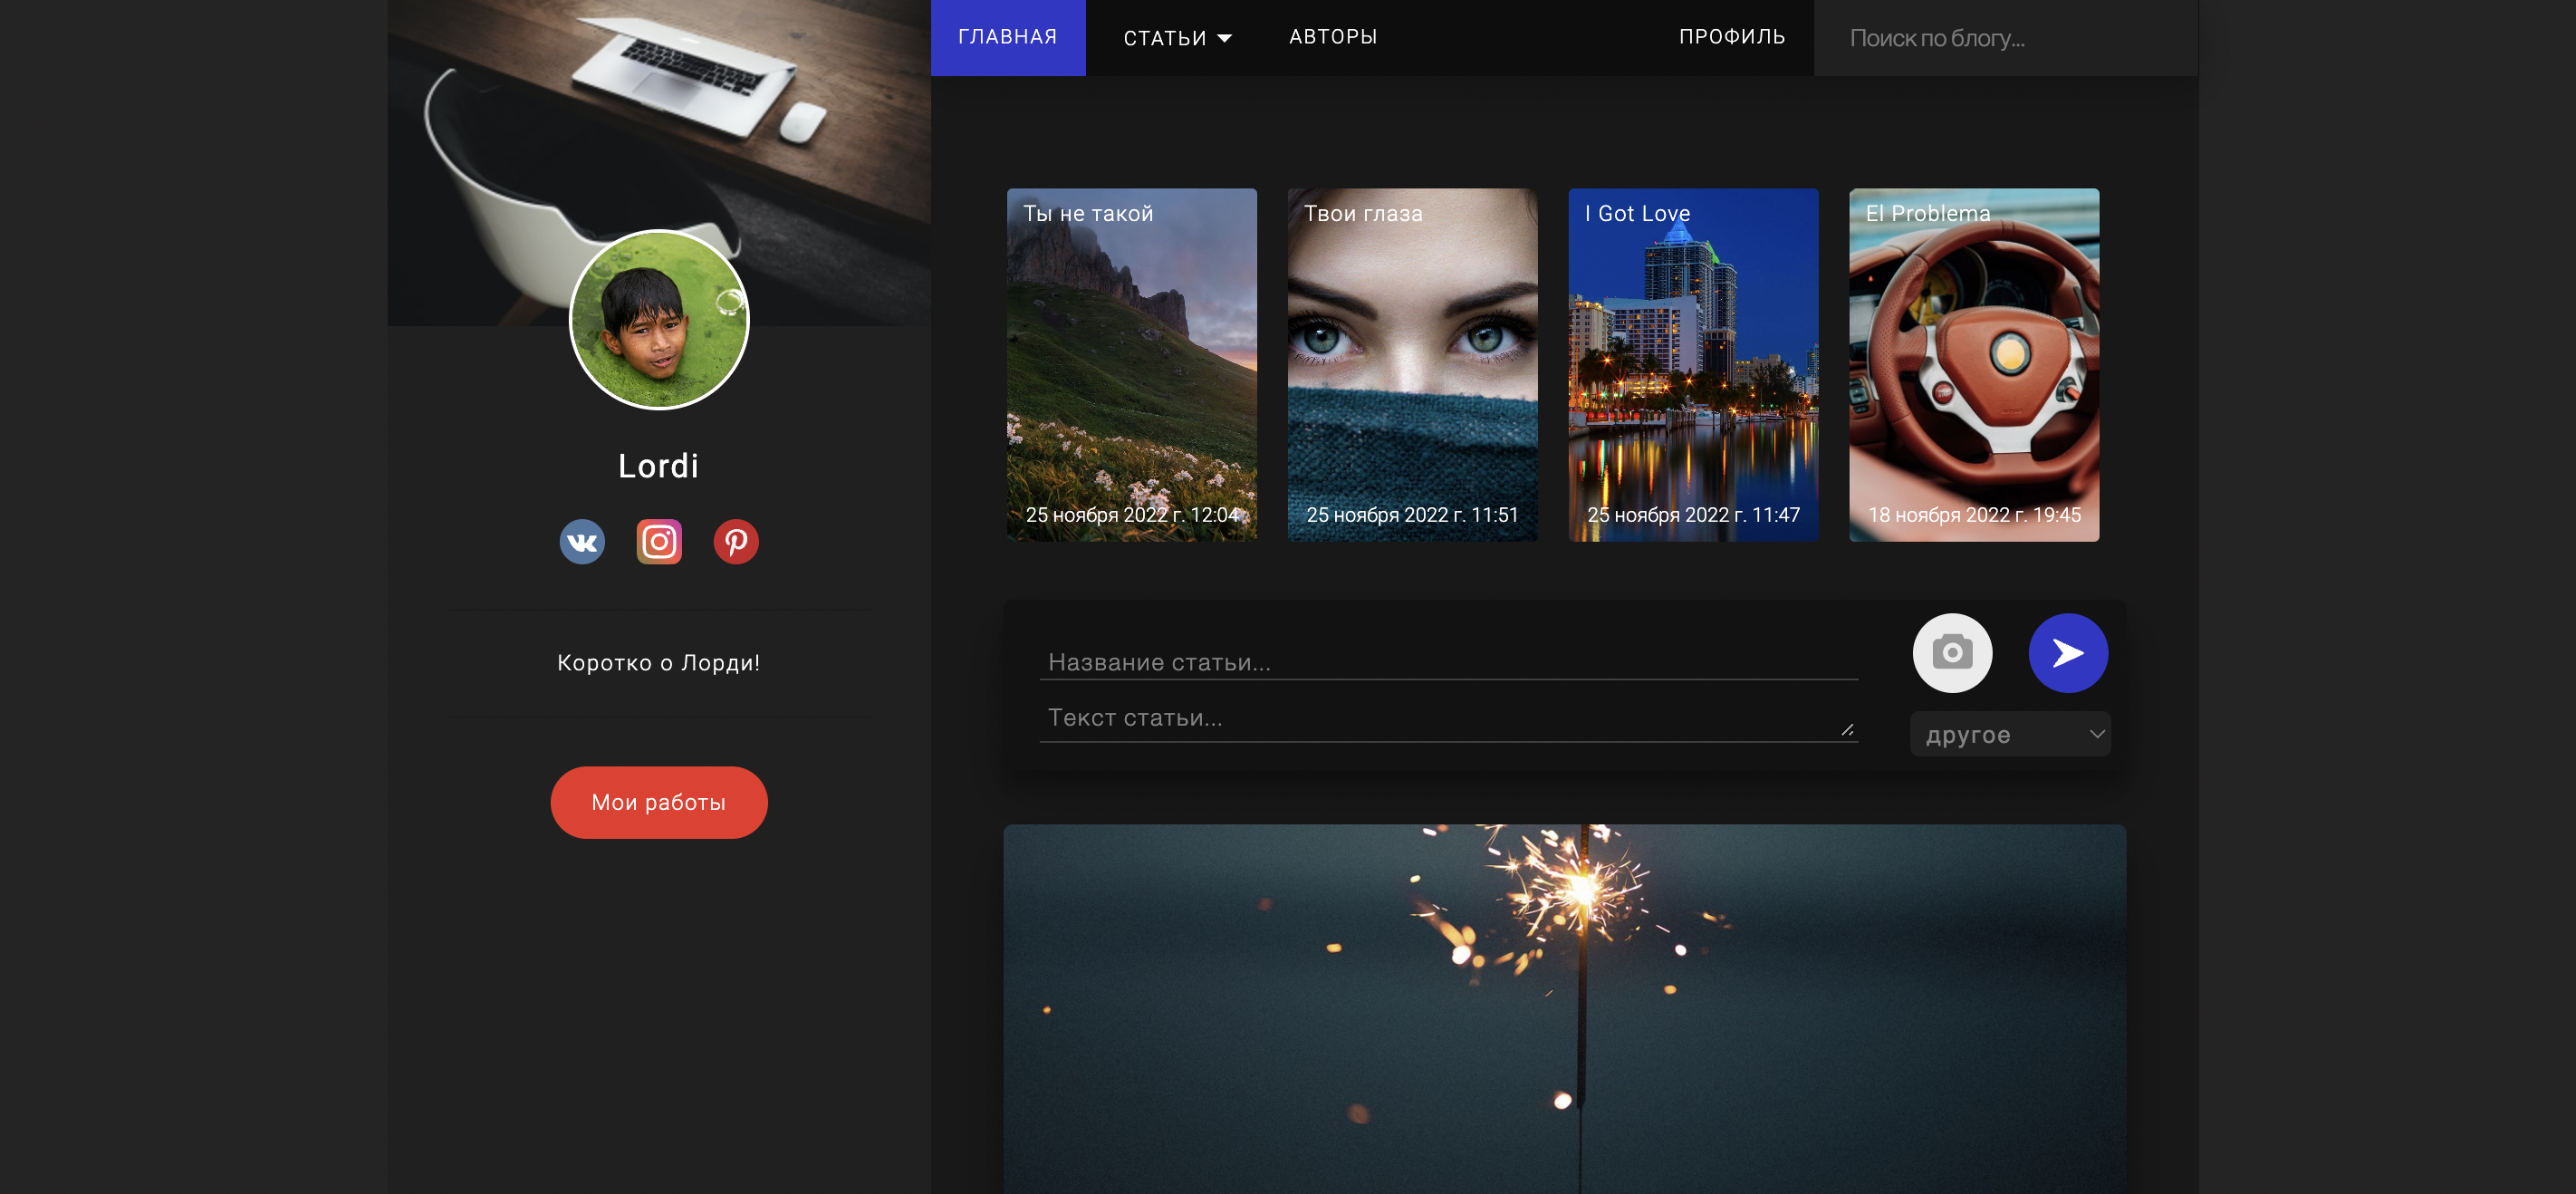 ГЛАВНАЯ
СТАТЬИ
АВТОРЫ
ПРОФИЛЬ
Поиск по блогу...
Ты не такой
25 ноября 2022 г. 12:04
Твои глаза
25 ноября 2022 г. 11:51
I Got Love
25 ноября 2022 г. 11:47
El Problema
18 ноября 2022 г. 19:45
Lordi
Коротко о Лорди!
Мои работы
Название статьи...
Текст статьи...
другое